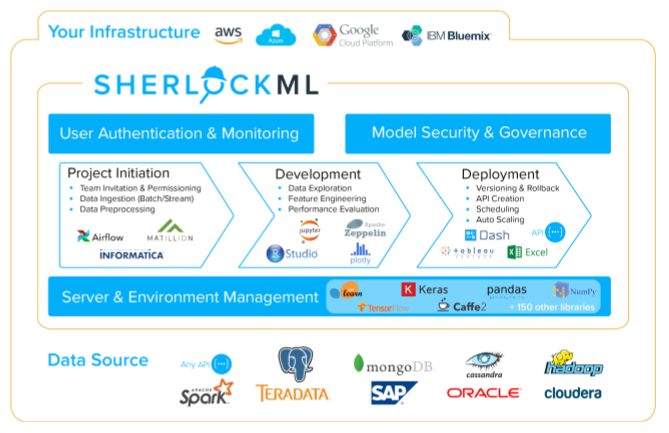 Your Infrastructure
aws
Azure
Google
Cloud Platform
IBM Bluemix
SHERLOCKML
User Authentication & Monitoring
Model Security & Governance
Project Initiation
• Team Invitation & Permissioning
• Data Ingestion (Batch/Stream)
• Data Preprocessing
Airflow
MATILLION
INFORMATICA
Development
• Data Exploration
• Feature Engineering
• Performance Evaluation
jupyter
Apache
Zeppelin
R Studio
plotly
Deployment
• Versioning & Rollback
• API Creation
• Scheduling
• Auto Scaling
Dash
API
+ a b l e a u
Excel
Server & Environment Management
learn
K Keras
pandas
NumPy
TensorFlow
Caffe2
+ 150 other libraries
Data Source
Any API
mongoDB
cassandra
hadoop
APACHE
Spark
TERADATA
SAP
ORACLE
cloudera